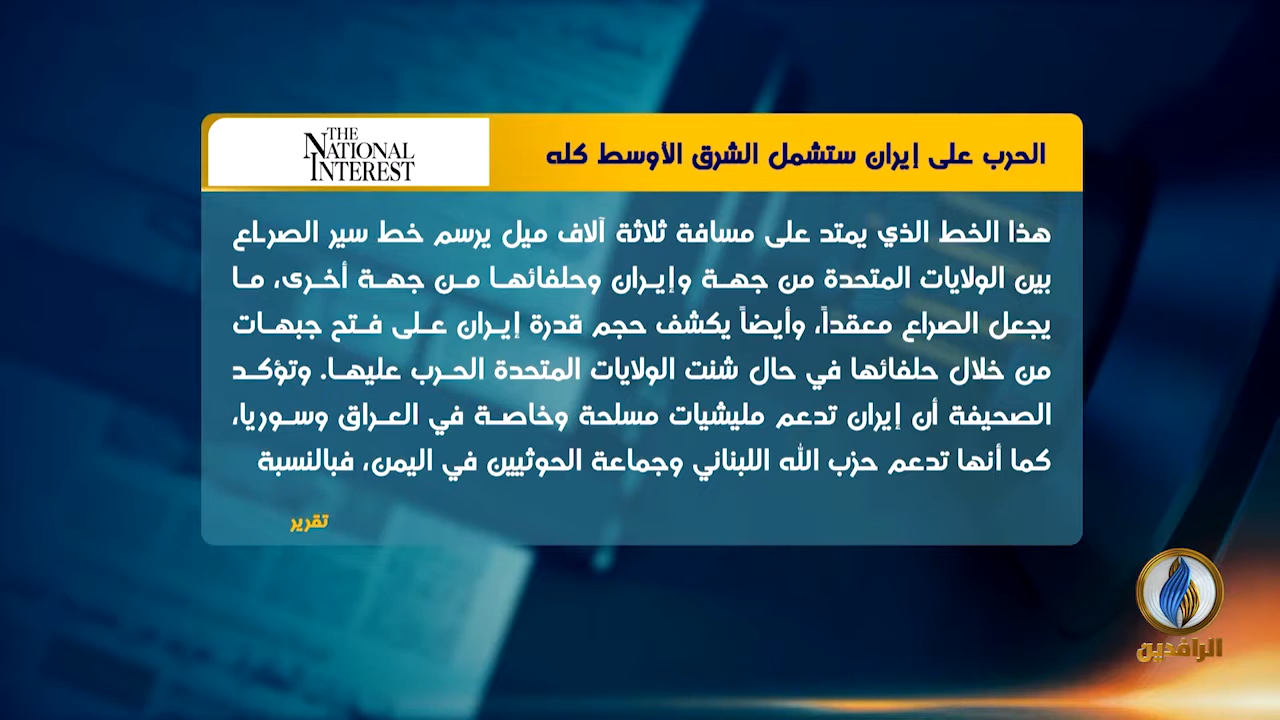 الحرب على إيران ستشمل الشرق الأوسط كله
THE
NATIONAL
INTEREST
هذا الخط الذي يمتد على مسافة ثلاثة آلاف ميل يرسم خط سير الصراع
بين الولايات المتحدة من جهة وإيران وحلفائها من جهة أخرى، ما
يجعل الصراع معقداً، وأيضاً يكشف حجم قدرة إيران على فتح جبهات
من خلال حلفائها في حال شنت الولايات المتحدة الحرب عليها. وتؤكد
الصحيفة أن إيران تدعم مليشيات مسلحة وخاصة في العراق وسوريا،
كما أنها تدعم حزب الله اللبناني وجماعة الحوثيين في اليمن، فبالنسبة
تقرير
الرافدين